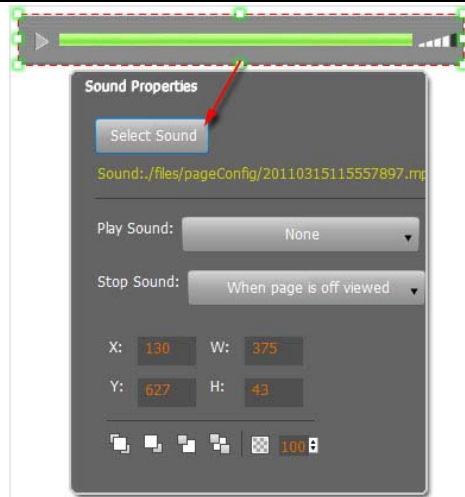 Sound Properties
Select Sound
Sound:./files/pageConfig/20110315115557897.mp
Play Sound: None
Stop Sound: When page is off viewed
X: 130 W: 375
Y: 627 H: 43
100